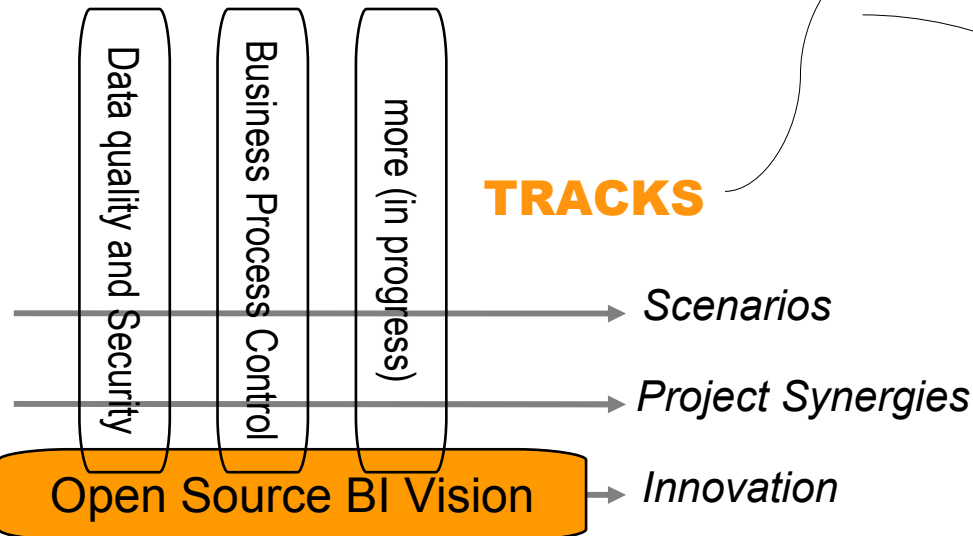 Data quality and Security
Business Process Control
more (in progress)
TRACKS
Scenarios
Project Synergies
Open Source BI Vision
Innovation